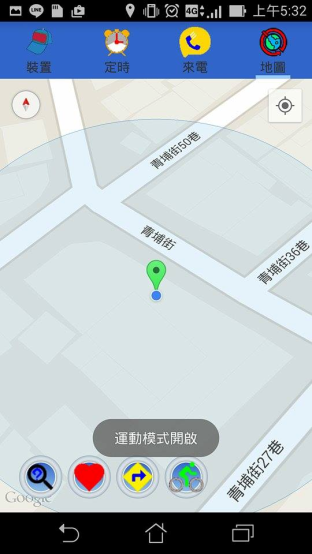 LINE
4G
上午5:32
裝置
定時
來電
地圖
青埔街50巷
青埔街
青埔街36巷
運動模式開啟
青埔街27巷
Google